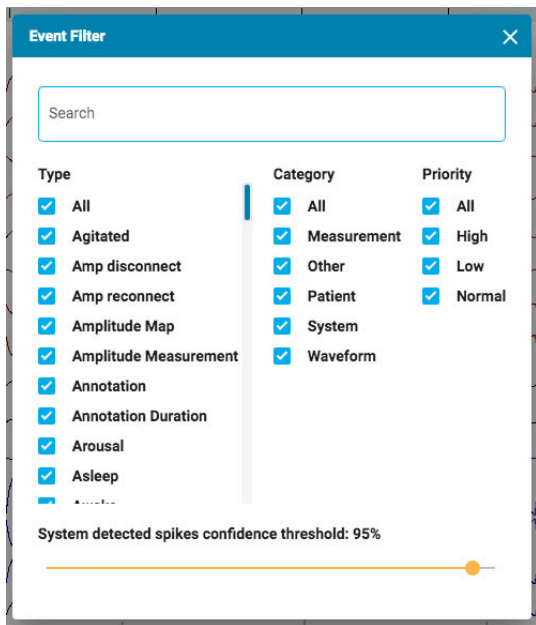 Event Filter
Search
Type
All
Agitated
Amp disconnect
Amp reconnect
Amplitude Map
Amplitude Measurement
Annotation
Annotation Duration
Arousal
Asleep
Category
All
Measurement
Other
Patient
System
Waveform
Priority
All
High
Low
Normal
System detected spikes confidence threshold: 95%